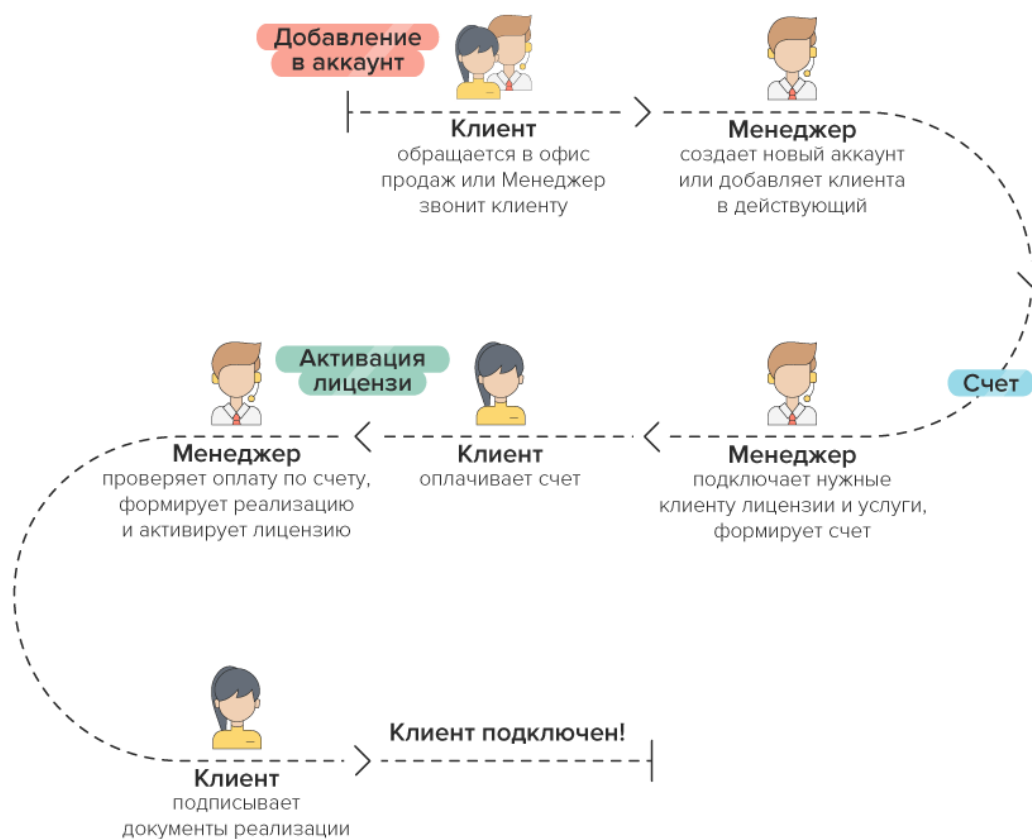 Добавление
в аккаунт
Клиент
обращается в офис
продаж или Менеджер
звонит клиенту
Менеджер
создает новый аккаунт
или добавляет клиента
в действующий
Счет
Менеджер
подключает нужные
клиенту лицензии и услуги,
формирует счет
Клиент
оплачивает счет
Активация
лицензи
Менеджер
проверяет оплату по счету,
формирует реализацию
и активирует лицензию
Клиент
подписывает
документы реализации
Клиент подключен!